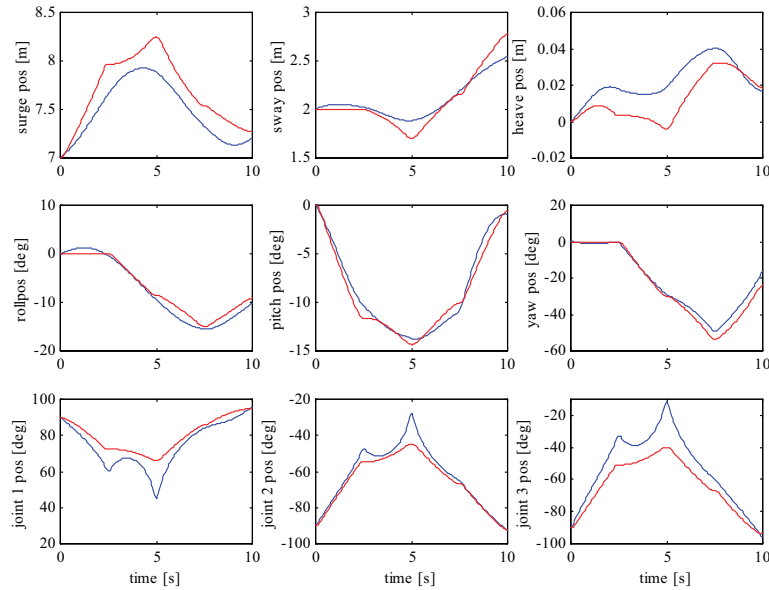 surge pos [m]
9
8.5
8
7.5
7
0 5 10
sway pos [m]
3
2.5
2
1.5
0 5 10
heave pos [m]
0.06
0.04
0.02
0
-0.02
0 5 10
rollpos [deg]
10
0
-10
-20
0 5 10
pitch pos [deg]
0
-5
-10
-15
0 5 10
yaw pos [deg]
20
0
-20
-40
-60
0 5 10
joint 1 pos [deg]
100
80
60
40
20
0 5 10
time [s]
joint 2 pos [deg]
-20
-40
-60
-80
-100
0 5 10
time [s]
joint 3 pos [deg]
-20
-40
-60
-80
-100
0 5 10
time [s]